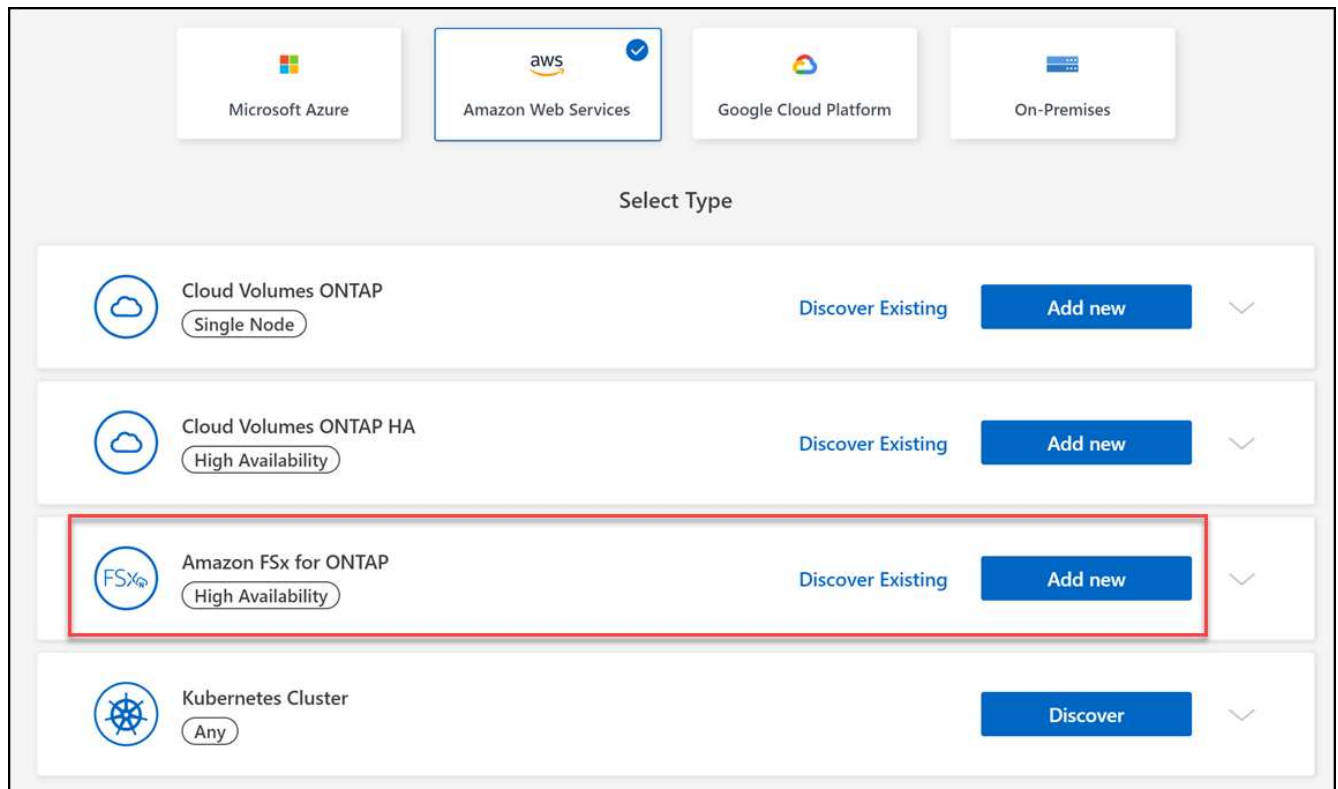 aws
Microsoft Azure
Amazon Web Services
Google Cloud Platform
On-Premises
Select Type
Cloud Volumes ONTAP
Single Node
Discover Existing
Add new
Cloud Volumes ONTAP HA
High Availability
Discover Existing
Add new
FSx
Amazon FSx for ONTAP
High Availability
Discover Existing
Add new
Kubernetes Cluster
Any
Discover